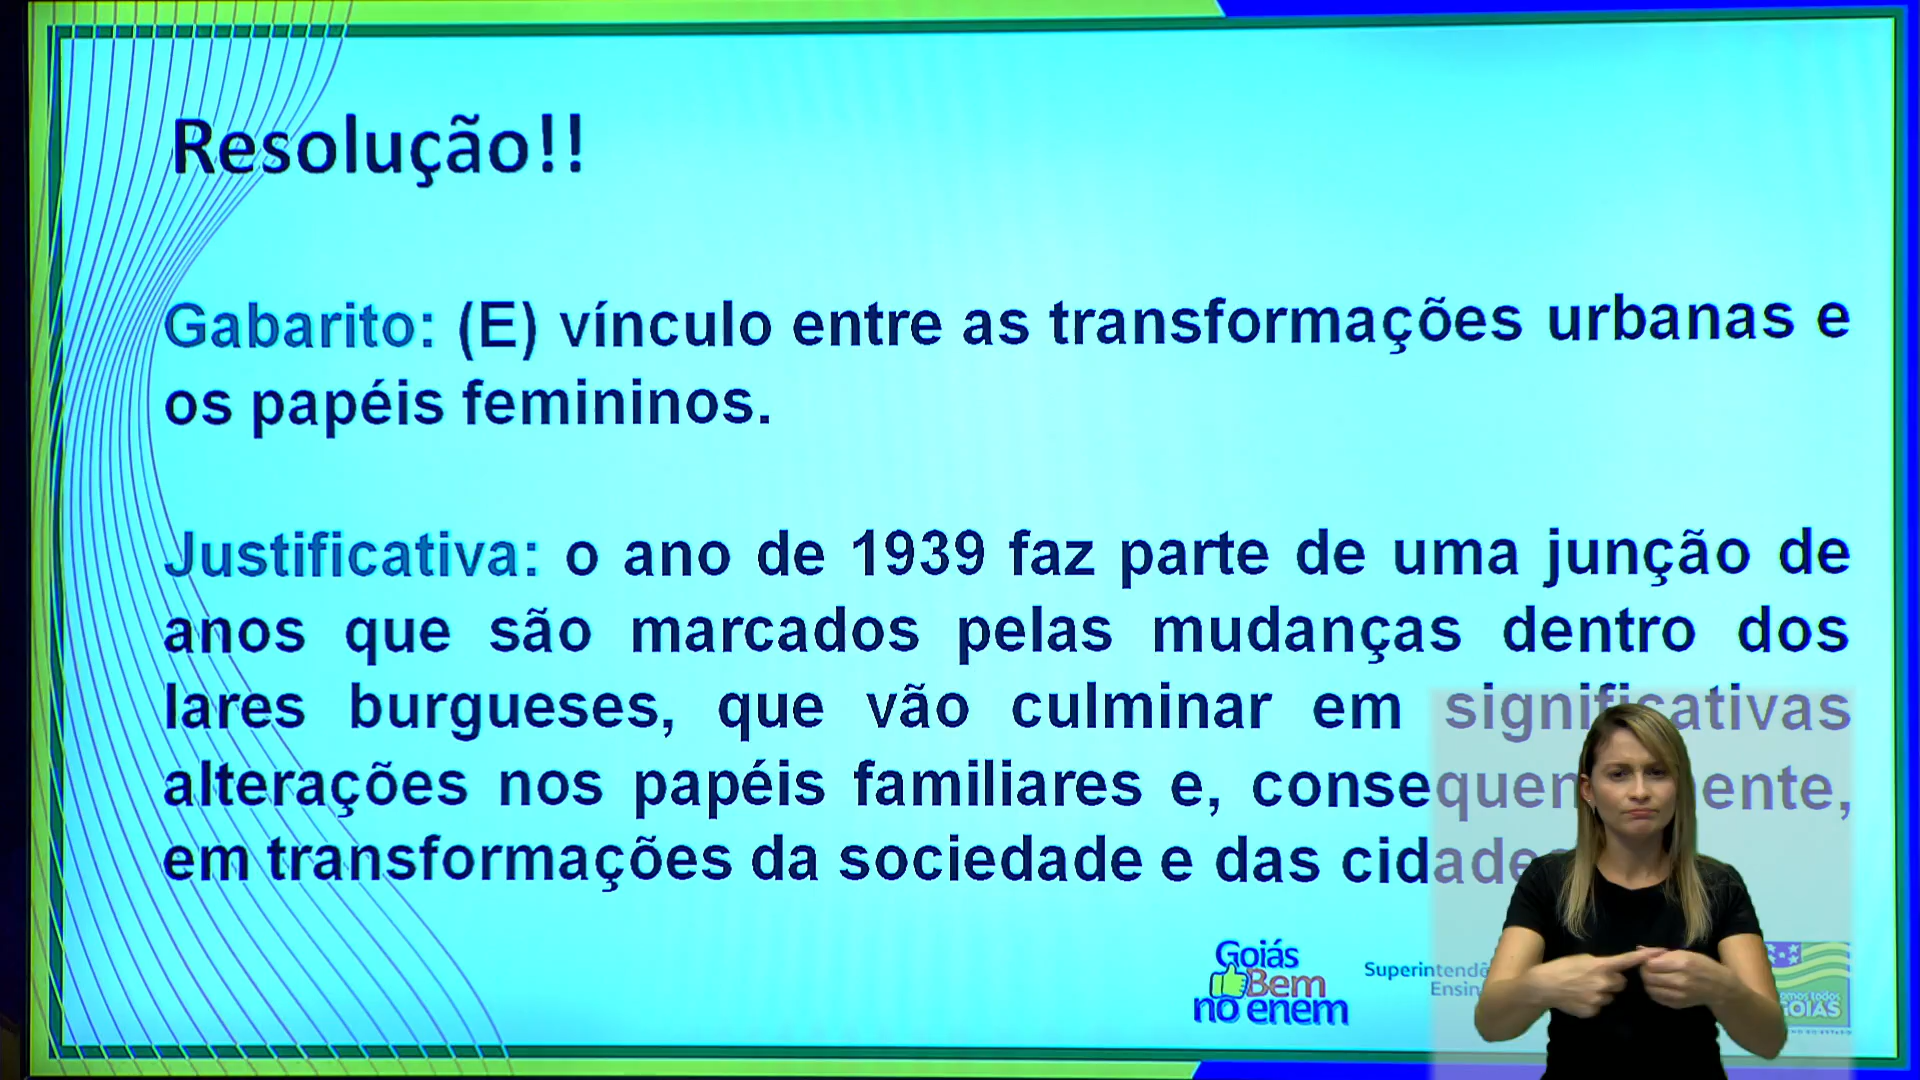 Resolução!!
Gabarito: (E) vínculo entre as transformações urbanas e
os papéis femininos.
Justificativa: o ano de 1939 faz parte de uma junção de
anos que são marcados pelas mudanças dentro dos
lares burgueses, que vão culminar em significativas
alterações nos papéis familiares e,
em transformações da sociedade e das
Goiás
Bem
no enem
GOIÁS